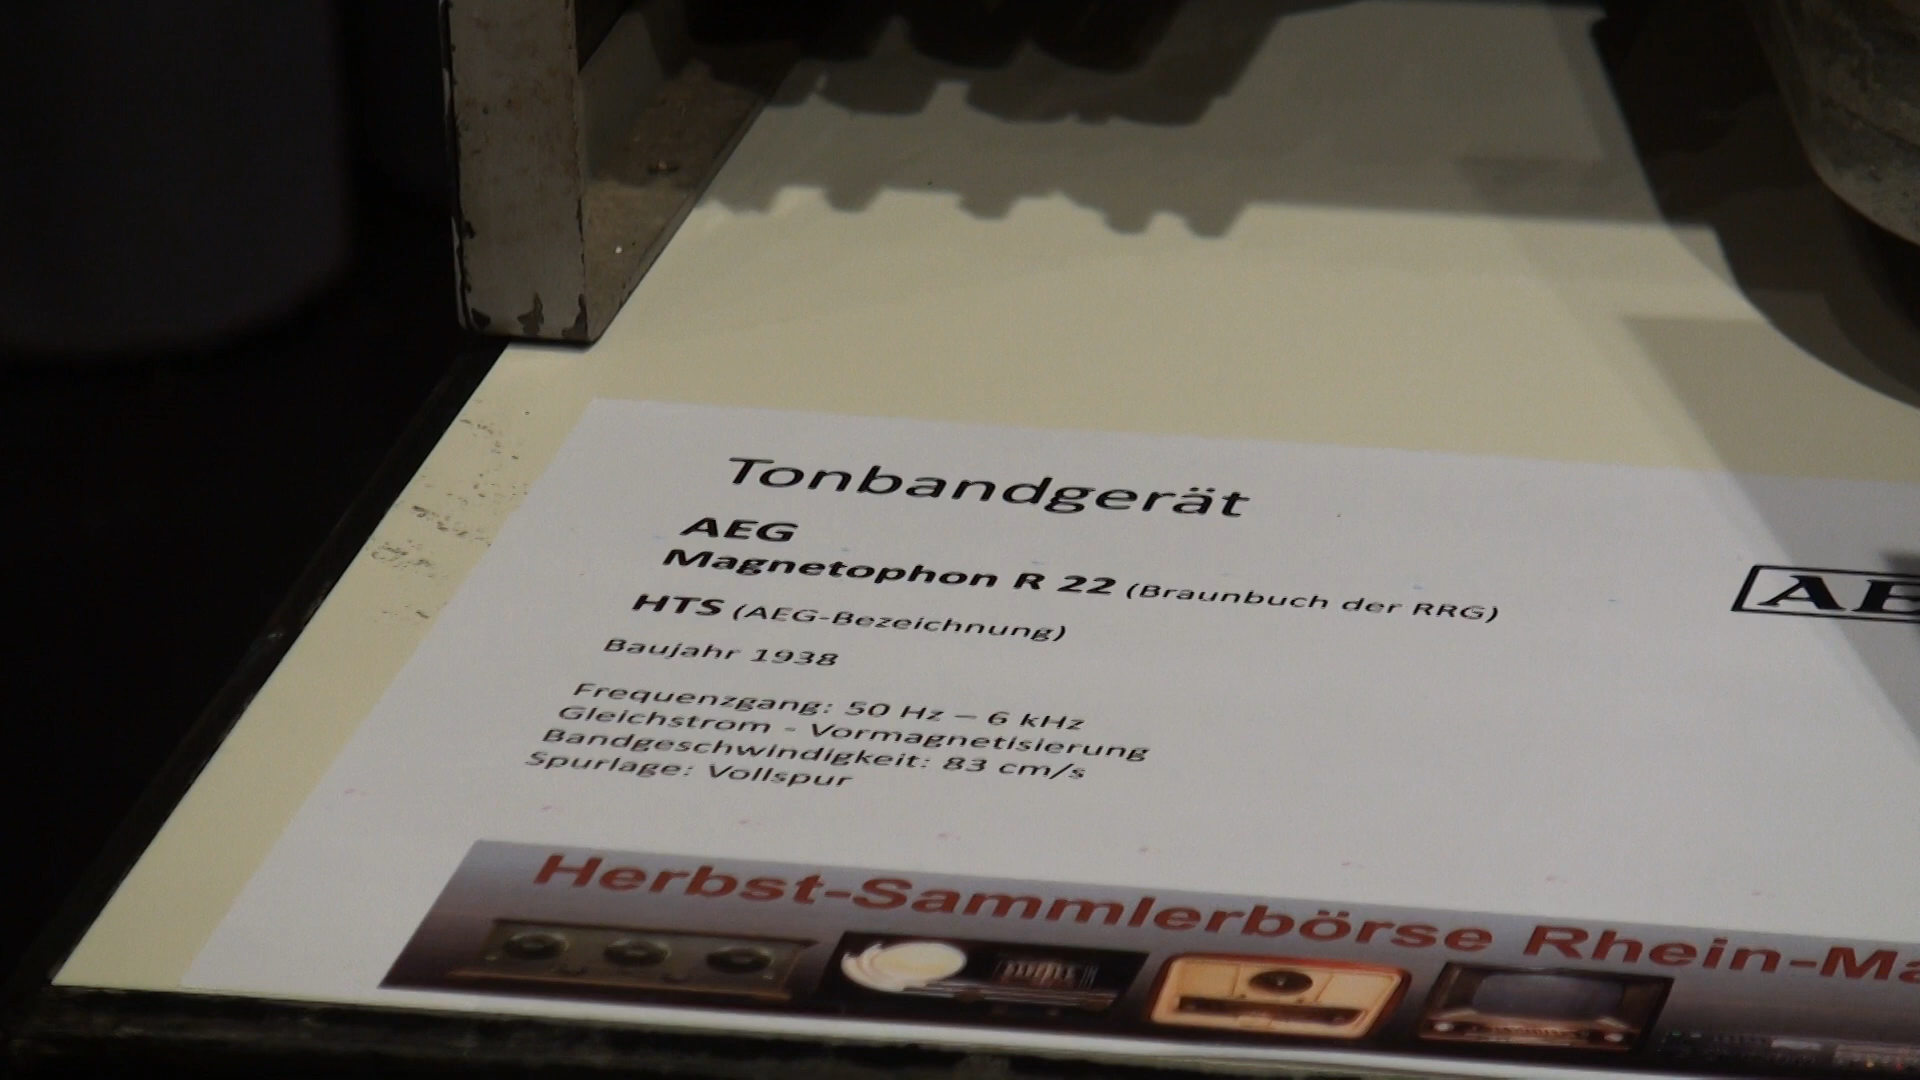 Tonbandgerät
AEG
Magnetophon R 22 (Braunbuch der RRG)
HTS (AEG-Bezeichnung)
Baujahr 1938
Frequenzgang: 50 Hz – 6 kHz
Gleichstrom - Vormagnetisierung
Bandgeschwindigkeit: 83 cm/s
Spurlage: Vollspur
AE
Herbst-Sammlerbörse Rhein-Ma